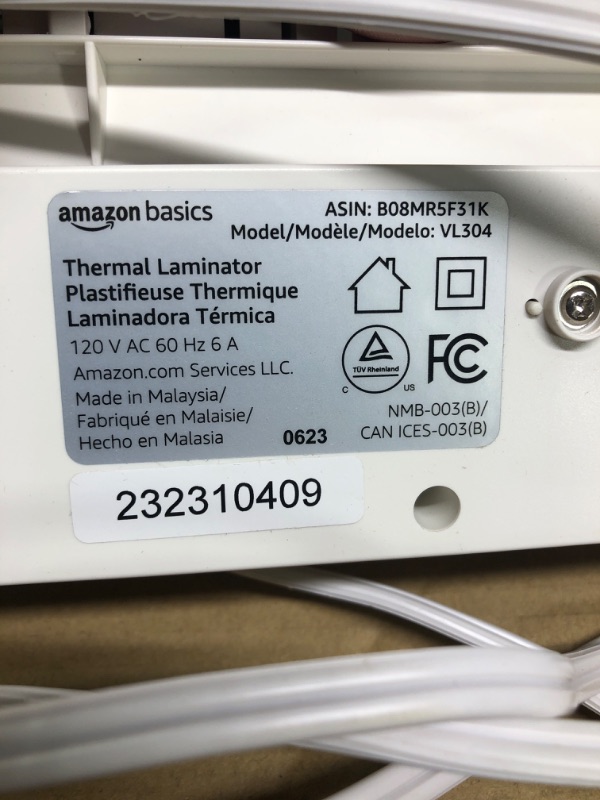 amazon basics
ASIN: B08MR5F31K
Model/Modèle/Modelo: VL304
Thermal Laminator
Plastifieuse Thermique
Laminadora Térmica
120 V AC 60 Hz 6 A
Amazon.com Services LLC.
Made in Malaysia/
Fabriqué en Malaisie/
Hecho en Malasia
0623
TÜV Rheinland
C US
FC
NMB-003(B)/
CAN ICES-003(B)
232310409